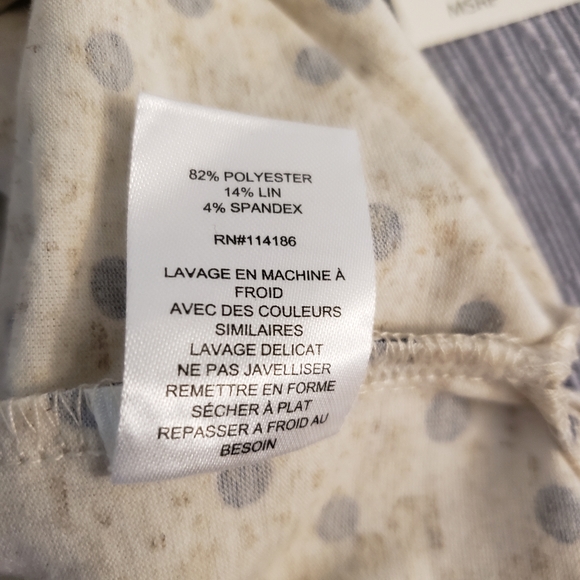 MSRP
82% POLYESTER
14% LIN
4% SPANDEX
RN#114186
LAVAGE EN MACHINE À
FROID
AVEC DES COULEURS
SIMILAIRES
LAVAGE DELICAT
NE PAS JAVELLISER
REMETTRE EN FORME
SÉCHER À PLAT
REPASSER A FROID AU
BESOIN